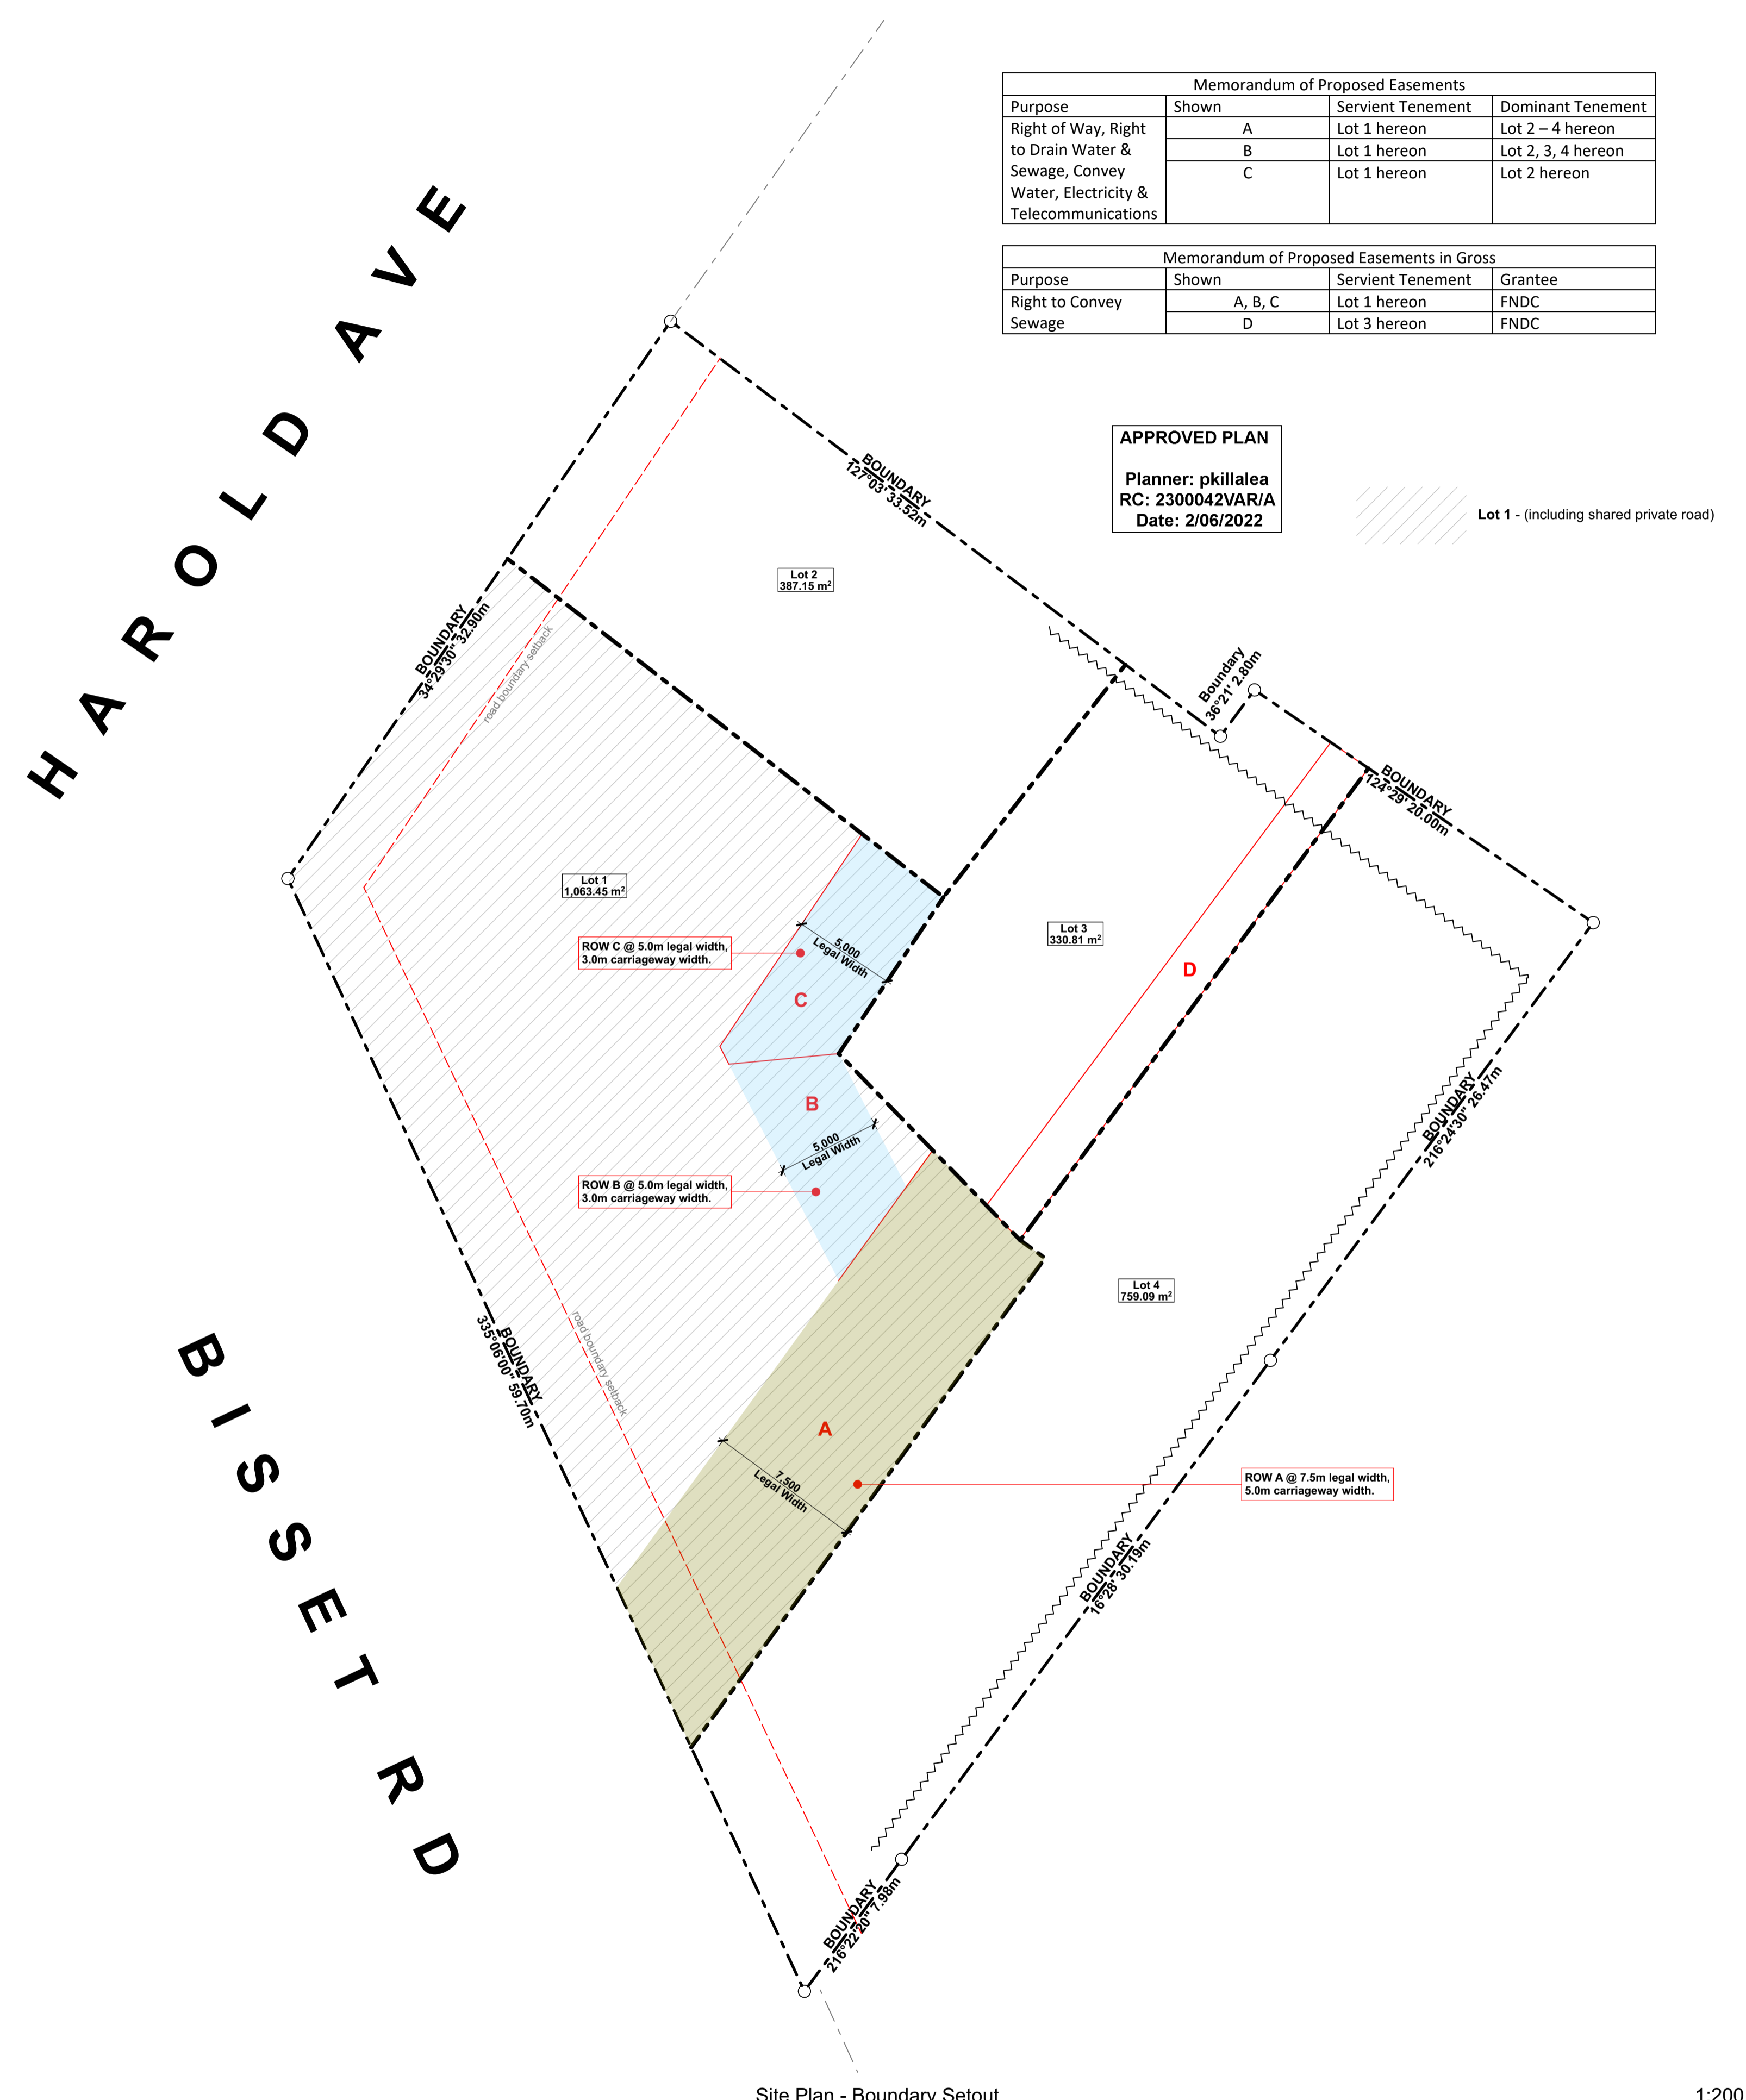 Memorandum of Proposed Easements
Purpose Shown Servient Tenement Dominant Tenement
Right of Way, Right A Lot 1 hereon Lot 2 – 4 hereon
to Drain Water & B Lot 1 hereon Lot 2, 3, 4 hereon
Sewage, Convey C Lot 1 hereon Lot 2 hereon
Water, Electricity &
Telecommunications
Memorandum of Proposed Easements in Gross
Purpose Shown Servient Tenement Grantee
Right to Convey A, B, C Lot 1 hereon FNDC
Sewage D Lot 3 hereon FNDC
HAROLD AVE
APPROVED PLAN
Planner: pkillalea
RC: 2300042VAR/A
Date: 2/06/2022
Lot 1 - (including shared private road)
BOUNDARY
127°03' 33.52m
Lot 2
387.15 m²
BOUNDARY
34°29'30" 32.90m
road boundary setback
Boundary
36°21' 2.80m
BOUNDARY
124°29' 20.00m
Lot 1
1,063.45 m²
Lot 3
330.81 m²
ROW C @ 5.0m legal width,
3.0m carriageway width.
5,000
Legal Width
C
D
B
5,000
Legal Width
ROW B @ 5.0m legal width,
3.0m carriageway width.
BOUNDARY
216°24'30" 26.47m
Lot 4
759.09 m²
BOUNDARY
335°06'00" 59.70m
road boundary setback
A
7,500
Legal Width
ROW A @ 7.5m legal width,
5.0m carriageway width.
BOUNDARY
16°28' 30.19m
BISSET RD
BOUNDARY
216°22'20" 7.98m
Site Plan - Boundary Setout 1:200